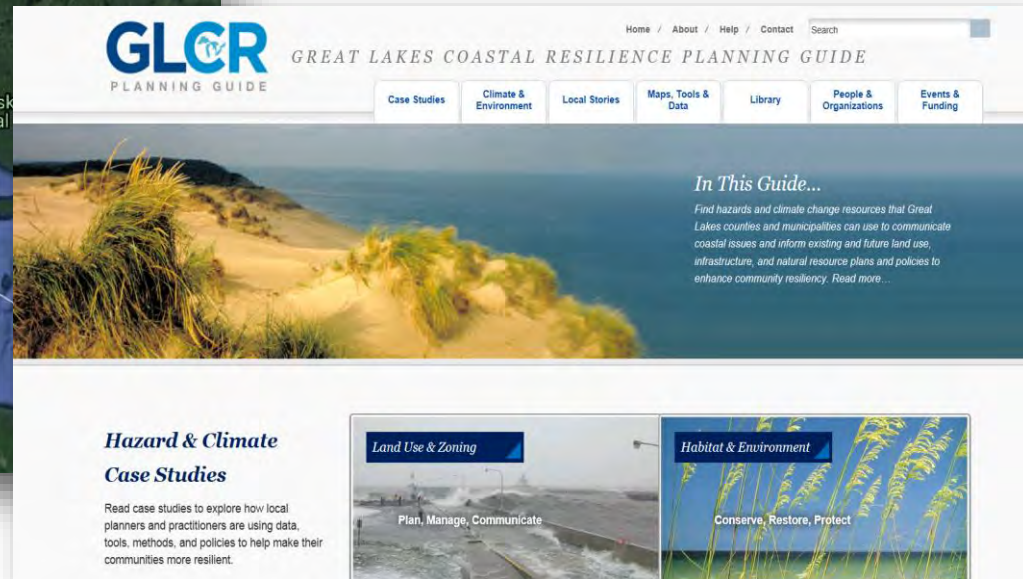 GLCR
PLANNING GUIDE
Home / About / Help / Contact
Search
GREAT LAKES COASTAL RESILIENCE PLANNING GUIDE
Case Studies
Climate &
Environment
Local Stories
Maps, Tools &
Data
Library
People &
Organizations
Events &
Funding
In This Guide...
Find hazards and climate change resources that Great
Lakes counties and municipalities can use to communicate
coastal issues and inform existing and future land use,
infrastructure, and natural resource plans and policies to
enhance community resiliency. Read more...
Hazard & Climate
Case Studies
Read case studies to explore how local
planners and practitioners are using data,
tools, methods, and policies to help make their
communities more resilient.
Land Use & Zoning
Plan, Manage, Communicate
Habitat & Environment
Conserve, Restore, Protect